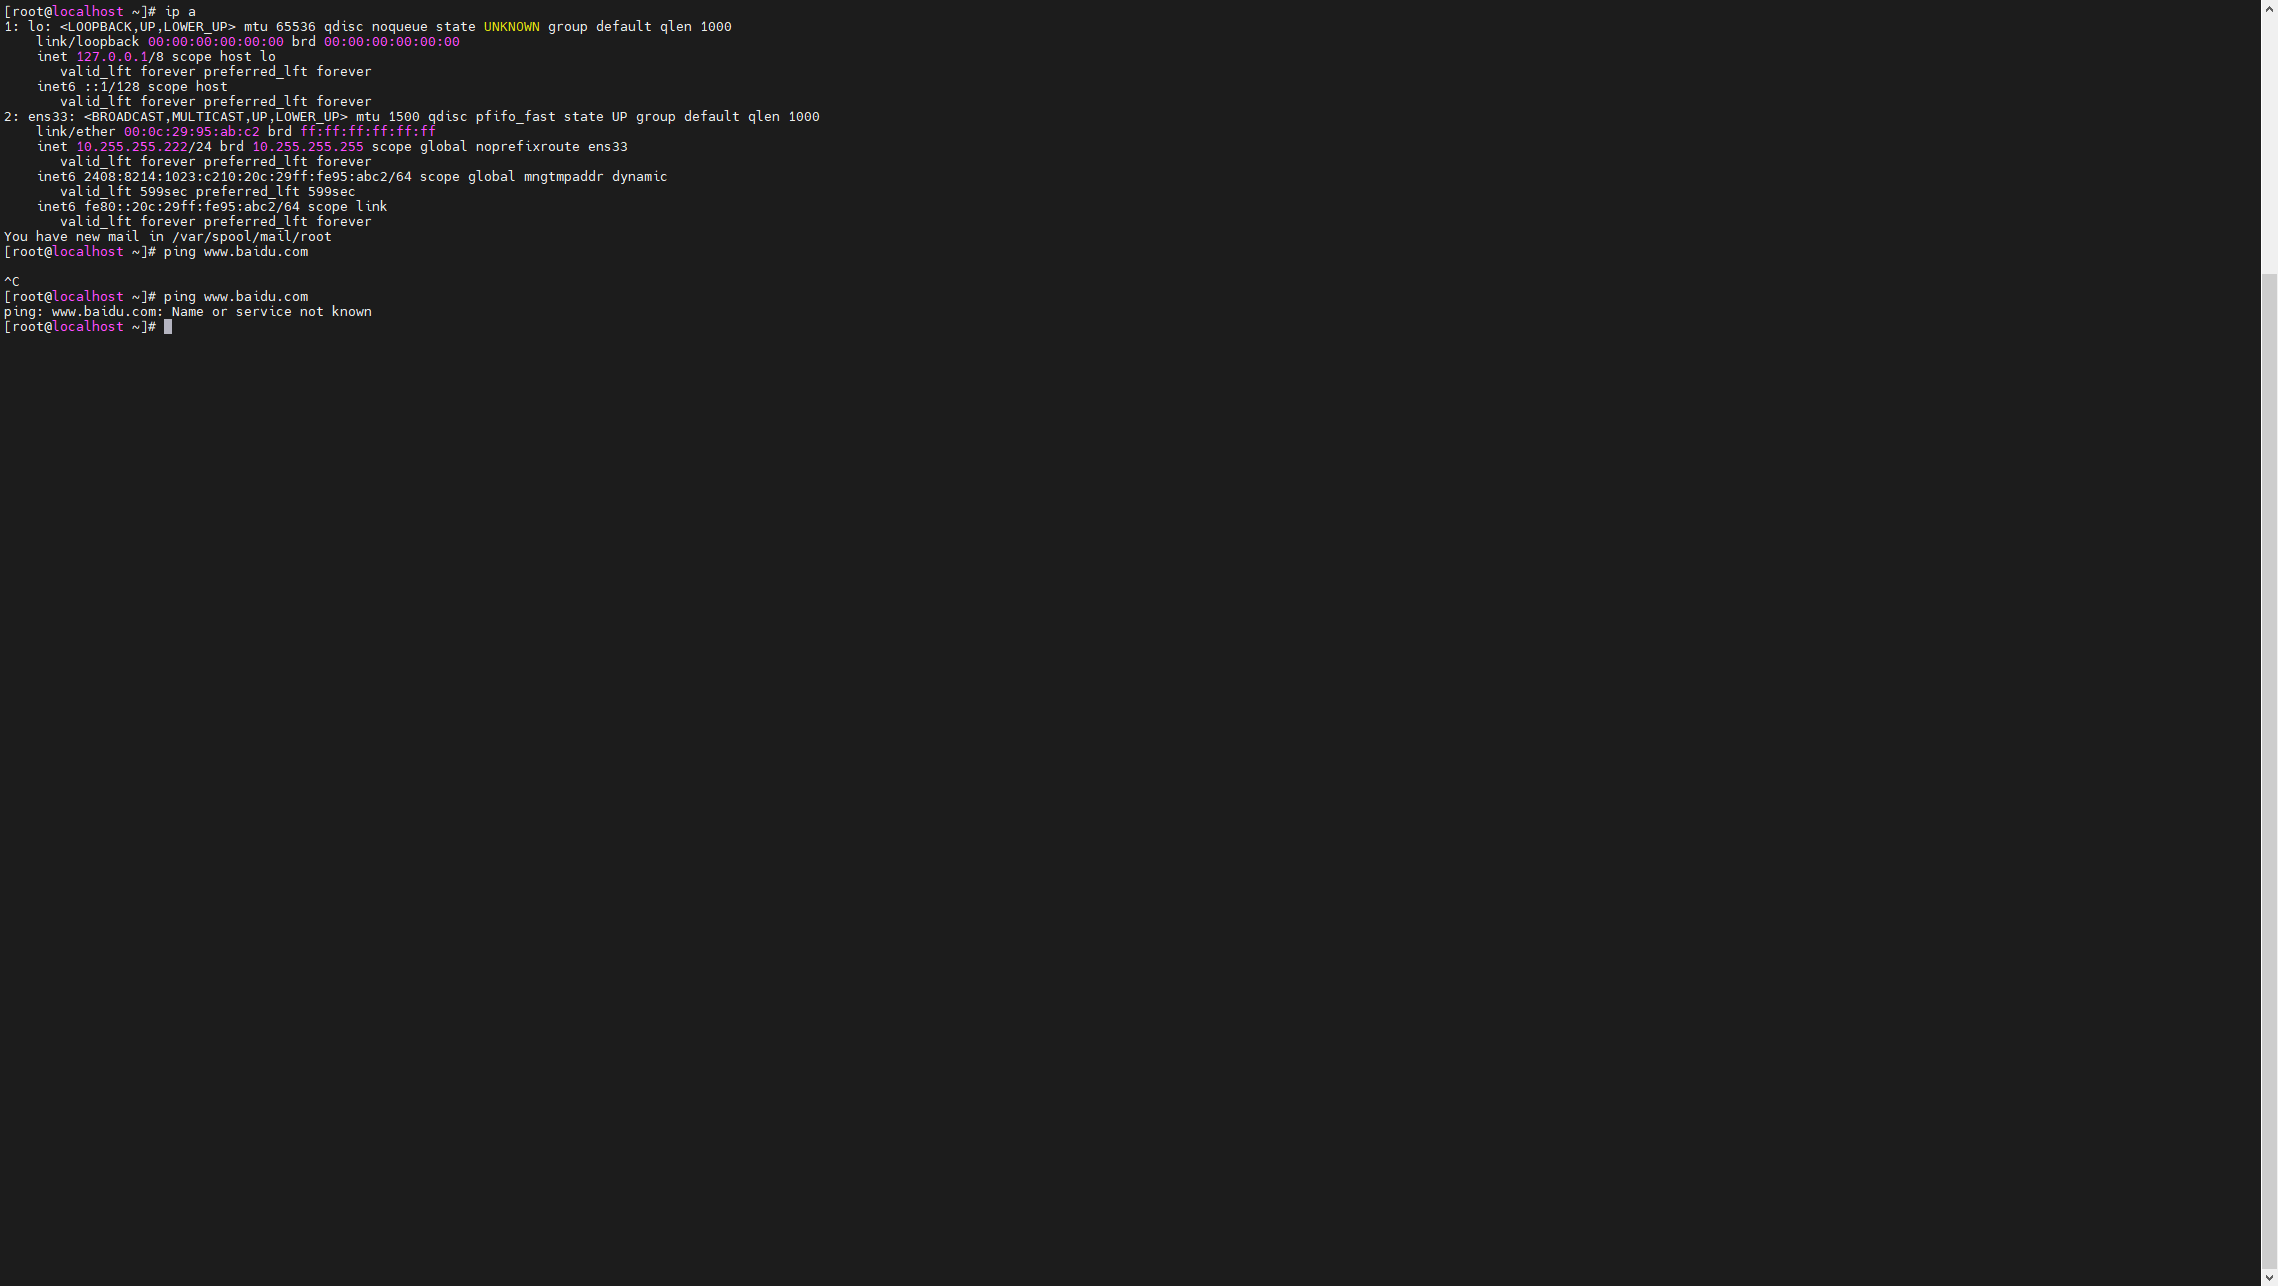 [root@localhost ~]# ip a
1: lo: <LOOPBACK,UP,LOWER_UP> mtu 65536 qdisc noqueue state UNKNOWN group default qlen 1000
    link/loopback 00:00:00:00:00:00 brd 00:00:00:00:00:00
    inet 127.0.0.1/8 scope host lo
       valid_lft forever preferred_lft forever
    inet6 ::1/128 scope host
       valid_lft forever preferred_lft forever
2: ens33: <BROADCAST,MULTICAST,UP,LOWER_UP> mtu 1500 qdisc pfifo_fast state UP group default qlen 1000
    link/ether 00:0c:29:95:ab:c2 brd ff:ff:ff:ff:ff:ff
    inet 10.255.255.222/24 brd 10.255.255.255 scope global noprefixroute ens33
       valid_lft forever preferred_lft forever
    inet6 2408:8214:1023:c210:20c:29ff:fe95:abc2/64 scope global mngtmpaddr dynamic
       valid_lft 599sec preferred_lft 599sec
    inet6 fe80::20c:29ff:fe95:abc2/64 scope link
       valid_lft forever preferred_lft forever
You have new mail in /var/spool/mail/root
[root@localhost ~]# ping www.baidu.com

^C
[root@localhost ~]# ping www.baidu.com
ping: www.baidu.com: Name or service not known
[root@localhost ~]#